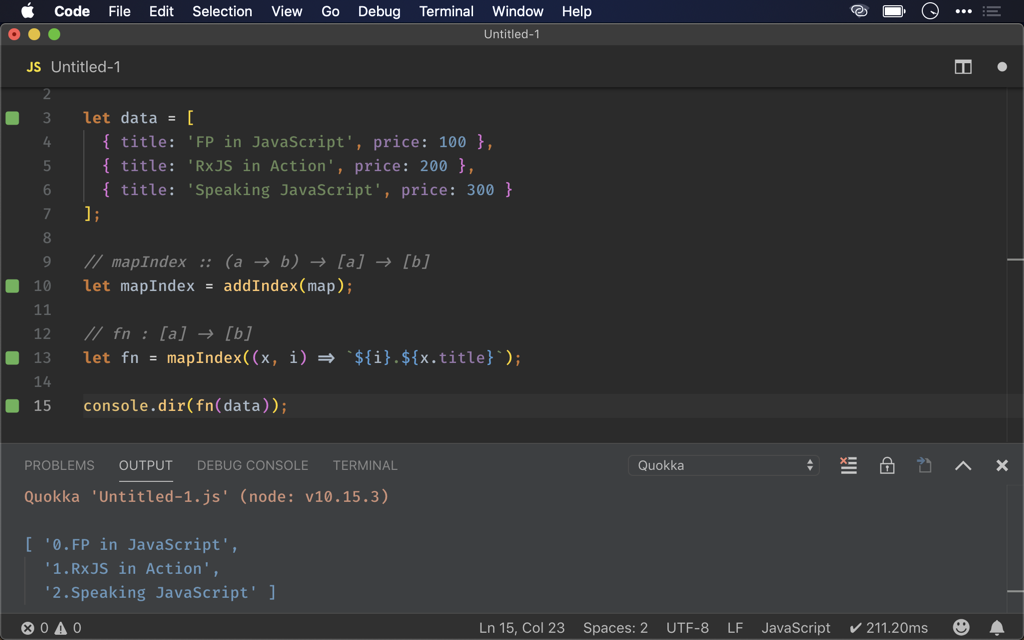 Code File Edit Selection View Go Debug Terminal Window Help
Untitled-1
JS Untitled-1
2
3 let data = [
4 { title: 'FP in JavaScript', price: 100 },
5 { title: 'RxJS in Action', price: 200 },
6 { title: 'Speaking JavaScript', price: 300 }
7 ];
8
9 // mapIndex :: (a → b) → [a] → [b]
10 let mapIndex = addIndex(map);
11
12 // fn : [a] → [b]
13 let fn = mapIndex((x, i) ⇒ `${i}.${x.title}`);
14
15 console.dir(fn(data));
PROBLEMS OUTPUT DEBUG CONSOLE TERMINAL Quokka
Quokka 'Untitled-1.js' (node: v10.15.3)
[ '0.FP in JavaScript',
'1.RxJS in Action',
'2.Speaking JavaScript' ]
0 0 Ln 15, Col 23 Spaces: 2 UTF-8 LF JavaScript ✔ 211.20ms